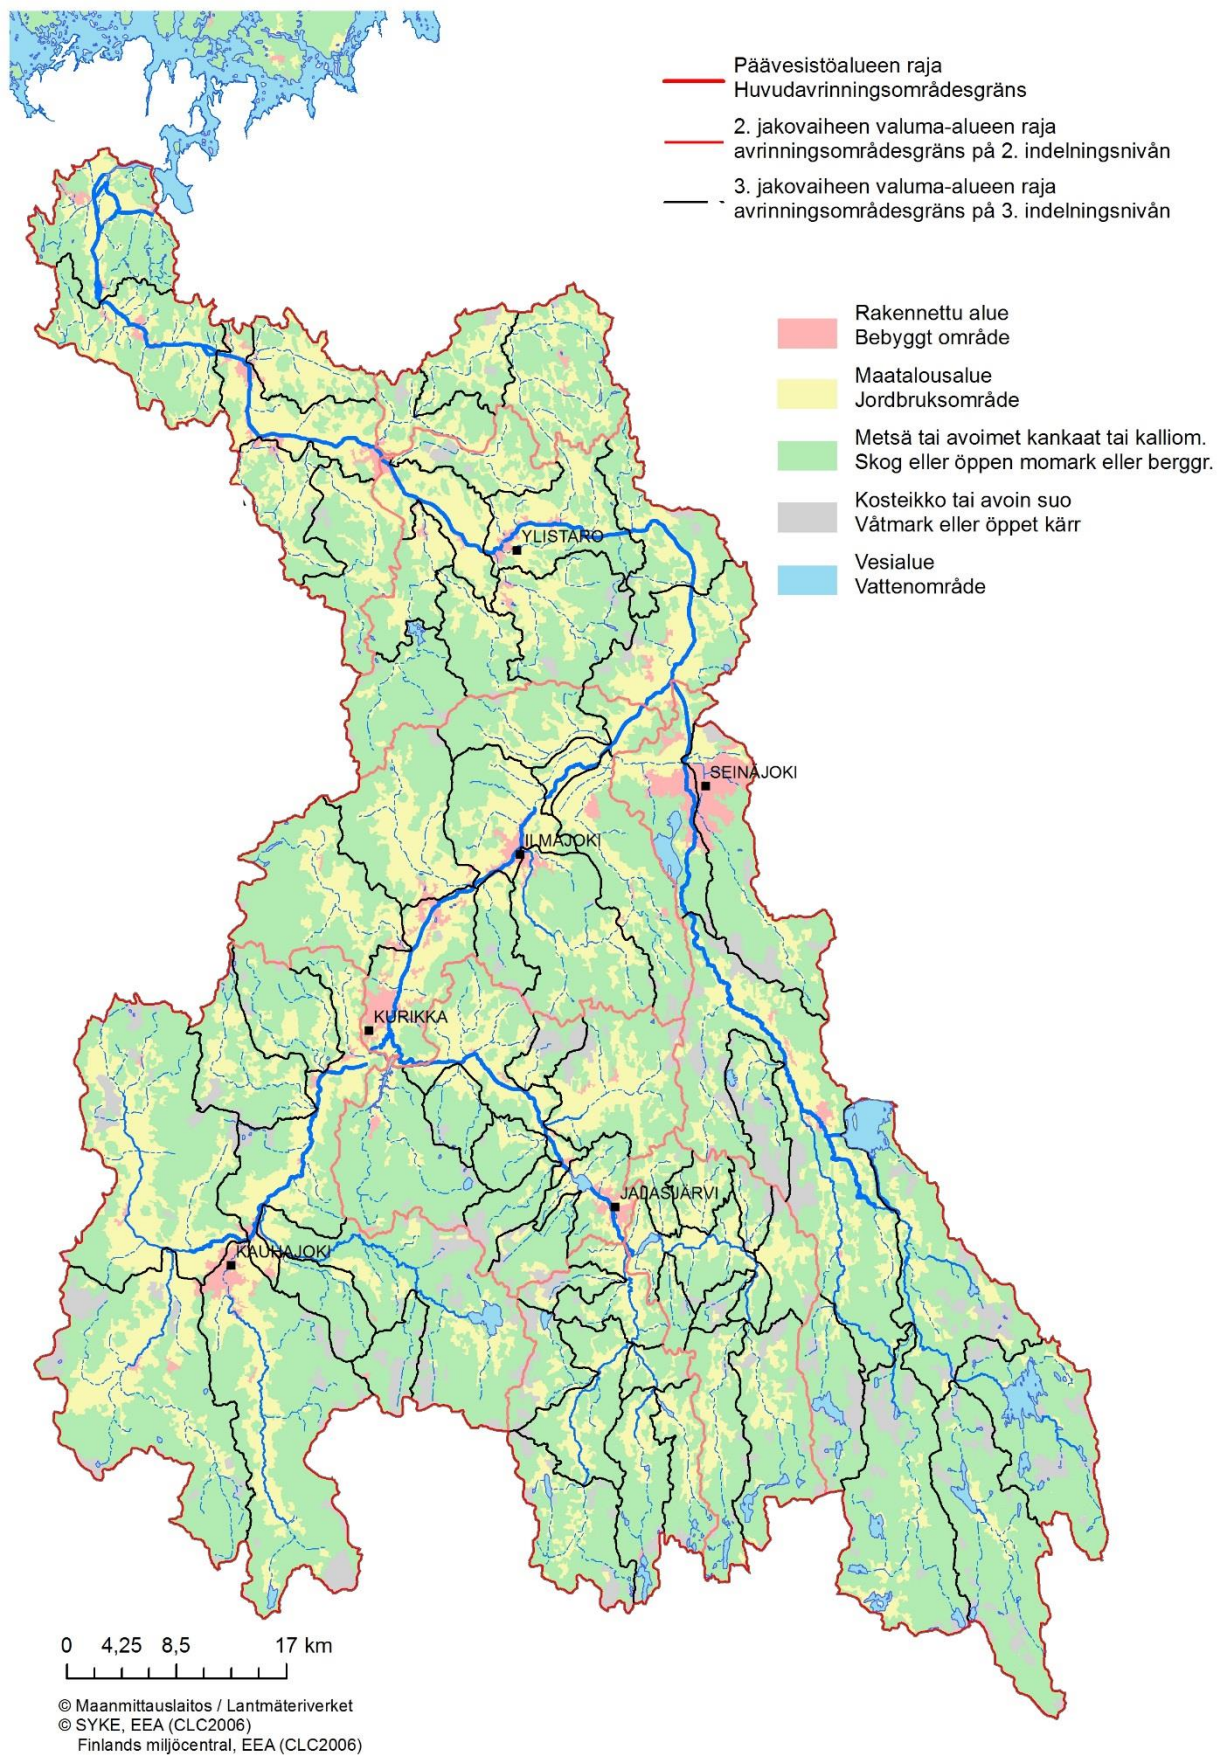 Päävesistöalueen raja
Huvudavrinningsområdesgräns
2. jakovaiheen valuma-alueen raja
avrinningsområdesgräns på 2. indelningsnivån
3. jakovaiheen valuma-alueen raja
avrinningsområdesgräns på 3. indelningsnivån
Rakennettu alue
Bebyggt område
Maatalousalue
Jordbruksområde
Metsä tai avoimet kankaat tai kalliom.
Skog eller öppen momark eller berggr.
Kosteikko tai avoin suo
Våtmark eller öppet kärr
Vesialue
Vattenområde
YLISTARO
SEINÄJOKI
ILMAJOKI
KURIKKA
JALASJÄRVI
KAUHAJOKI
0 4,25 8,5 17 km
© Maanmittauslaitos / Lantmäteriverket
© SYKE, EEA (CLC2006)
Finlands miljöcentral, EEA (CLC2006)